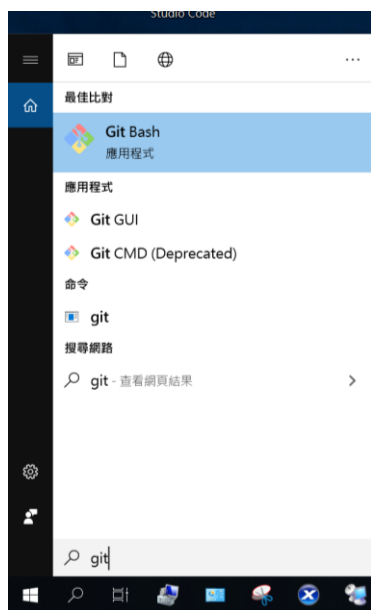 Studio Code
最佳比對
Git Bash
應用程式
應用程式
Git GUI
Git CMD (Deprecated)
命令
git
搜尋網路
git - 查看網頁結果
git